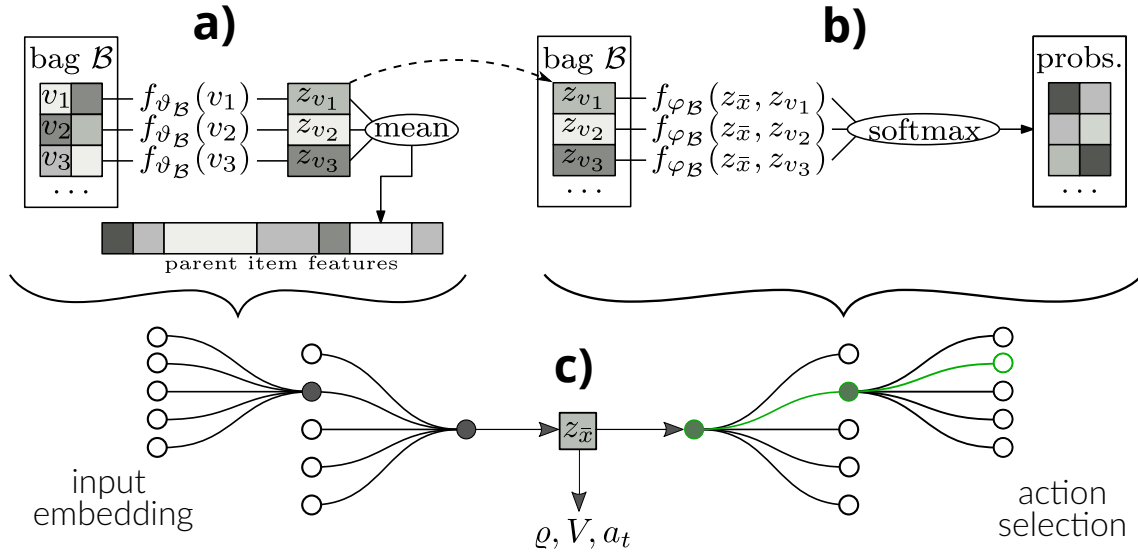 a)
bag ℬ
v₁ f_{ϑ_ℬ}(v₁) z_{v₁}
v₂ f_{ϑ_ℬ}(v₂) z_{v₂} mean
v₃ f_{ϑ_ℬ}(v₃) z_{v₃}
...
parent item features
b)
bag ℬ probs.
z_{v₁} f_{φ_ℬ}(z_{x̄}, z_{v₁})
z_{v₂} f_{φ_ℬ}(z_{x̄}, z_{v₂}) softmax
z_{v₃} f_{φ_ℬ}(z_{x̄}, z_{v₃})
... ...
c)
z_{x̄}
ϱ, V, a_t
input
embedding
action
selection